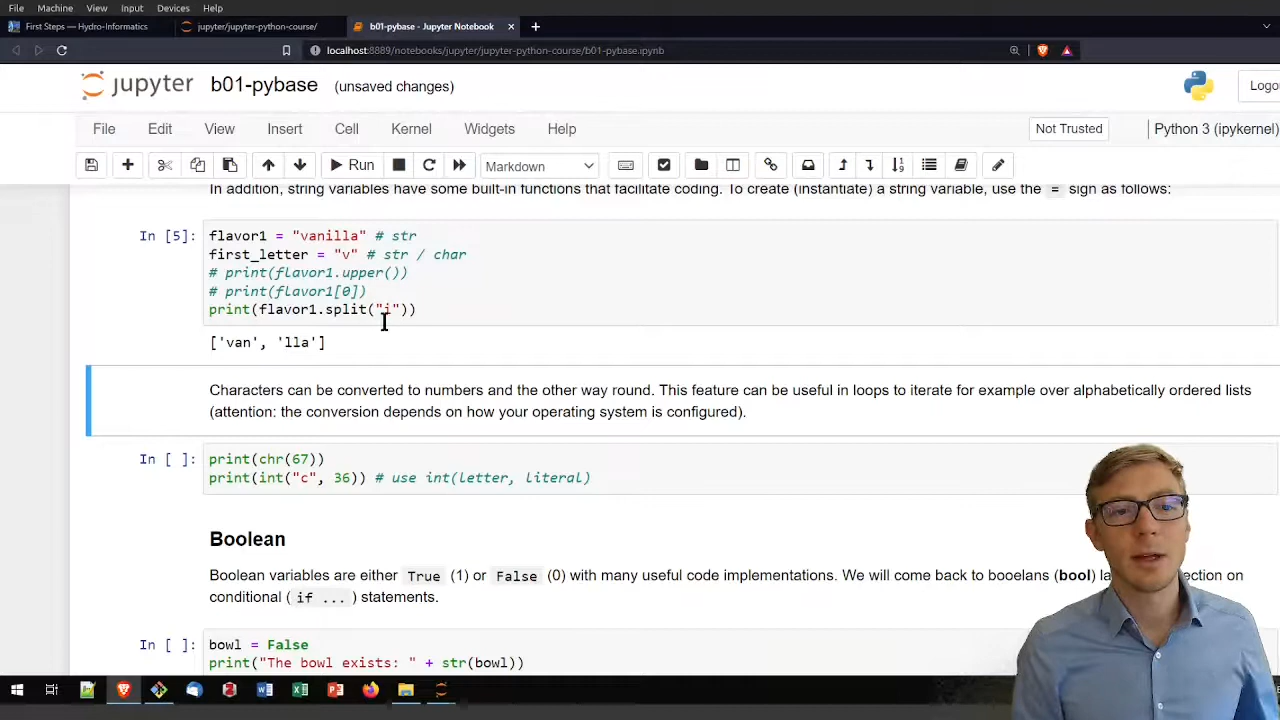 File Machine View Input Devices Help
First Steps — Hydro-Informatics jupyter/jupyter-python-course/ b01-pybase - Jupyter Notebook
localhost:8889/notebooks/jupyter/jupyter-python-course/b01-pybase.ipynb
jupyter b01-pybase (unsaved changes) Logo
File Edit View Insert Cell Kernel Widgets Help Not Trusted Python 3 (ipykernel)
Run Markdown
In addition, string variables have some built-in functions that facilitate coding. To create (instantiate) a string variable, use the = sign as follows:
In [5]: flavor1 = "vanilla" # str
first_letter = "v" # str / char
# print(flavor1.upper())
# print(flavor1[0])
print(flavor1.split("i"))
['van', 'lla']
Characters can be converted to numbers and the other way round. This feature can be useful in loops to iterate for example over alphabetically ordered lists
(attention: the conversion depends on how your operating system is configured).
In [ ]: print(chr(67))
print(int("c", 36)) # use int(letter, literal)
Boolean
Boolean variables are either True (1) or False (0) with many useful code implementations. We will come back to booelans (bool) la ection on
conditional ( if ... ) statements.
In [ ]: bowl = False
print("The bowl exists: " + str(bowl))